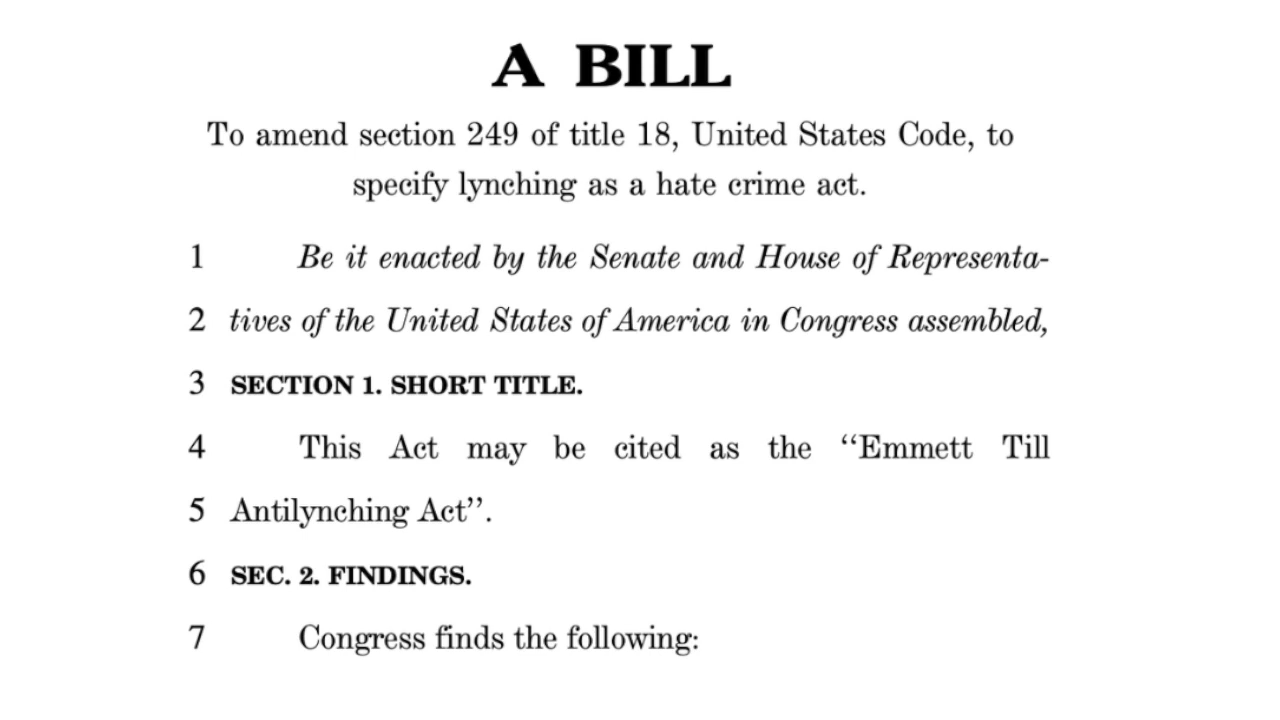 A BILL
To amend section 249 of title 18, United States Code, to
specify lynching as a hate crime act.
1 Be it enacted by the Senate and House of Representa-
2 tives of the United States of America in Congress assembled,
3 SECTION 1. SHORT TITLE.
4 This Act may be cited as the ‘‘Emmett Till
5 Antilynching Act’’.
6 SEC. 2. FINDINGS.
7 Congress finds the following: